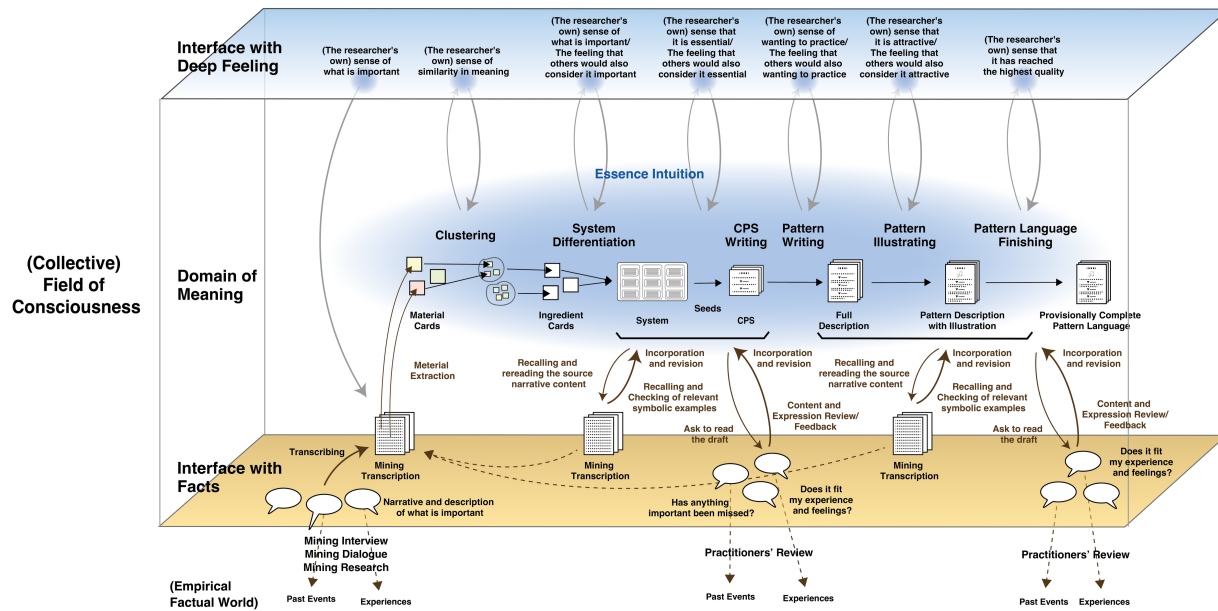 Interface with
Deep Feeling
(The researcher's
own) sense of
what is important
(The researcher's
own) sense of
similarity in meaning
(The researcher's
own) sense of
what is important/
The feeling that
others would also
consider it important
(The researcher's
own) sense that
it is essential/
The feeling that
others would also
consider it essential
(The researcher's
own) sense of
wanting to practice/
The feeling that
others would also
wanting to practice
(The researcher's
own) sense that
it is attractive/
The feeling that
others would also
consider it attractive
(The researcher's
own) sense that
it has reached
the highest quality
Essence Intuition
(Collective)
Field of
Consciousness
Domain of
Meaning
Clustering
System
Differentiation
CPS
Writing
Pattern
Writing
Pattern
Illustrating
Pattern Language
Finishing
Material
Cards
Ingredient
Cards
System
Seeds
CPS
Full
Description
Pattern Description
with Illustration
Provisionally Complete
Pattern Language
Meterial
Extraction
Recalling and
rereading the source
narrative content
Incorporation
and revision
Recalling and
Checking of relevant
symbolic examples
Incorporation
and revision
Content and
Expression Review/
Feedback
Ask to read
the draft
Recalling and
rereading the source
narrative content
Incorporation
and revision
Recalling and
Checking of relevant
symbolic examples
Incorporation
and revision
Content and
Expression Review/
Feedback
Ask to read
the draft
Interface with
Facts
Transcribing
Mining
Transcription
Mining
Transcription
Mining
Transcription
Narrative and description
of what is important
Has anything
important been missed?
Does it fit
my experience
and feelings?
Does it fit
my experience
and feelings?
Mining Interview
Mining Dialogue
Mining Research
Practitioners' Review
Practitioners' Review
(Empirical
Factual World)
Past Events
Experiences
Past Events
Experiences
Past Events
Experiences